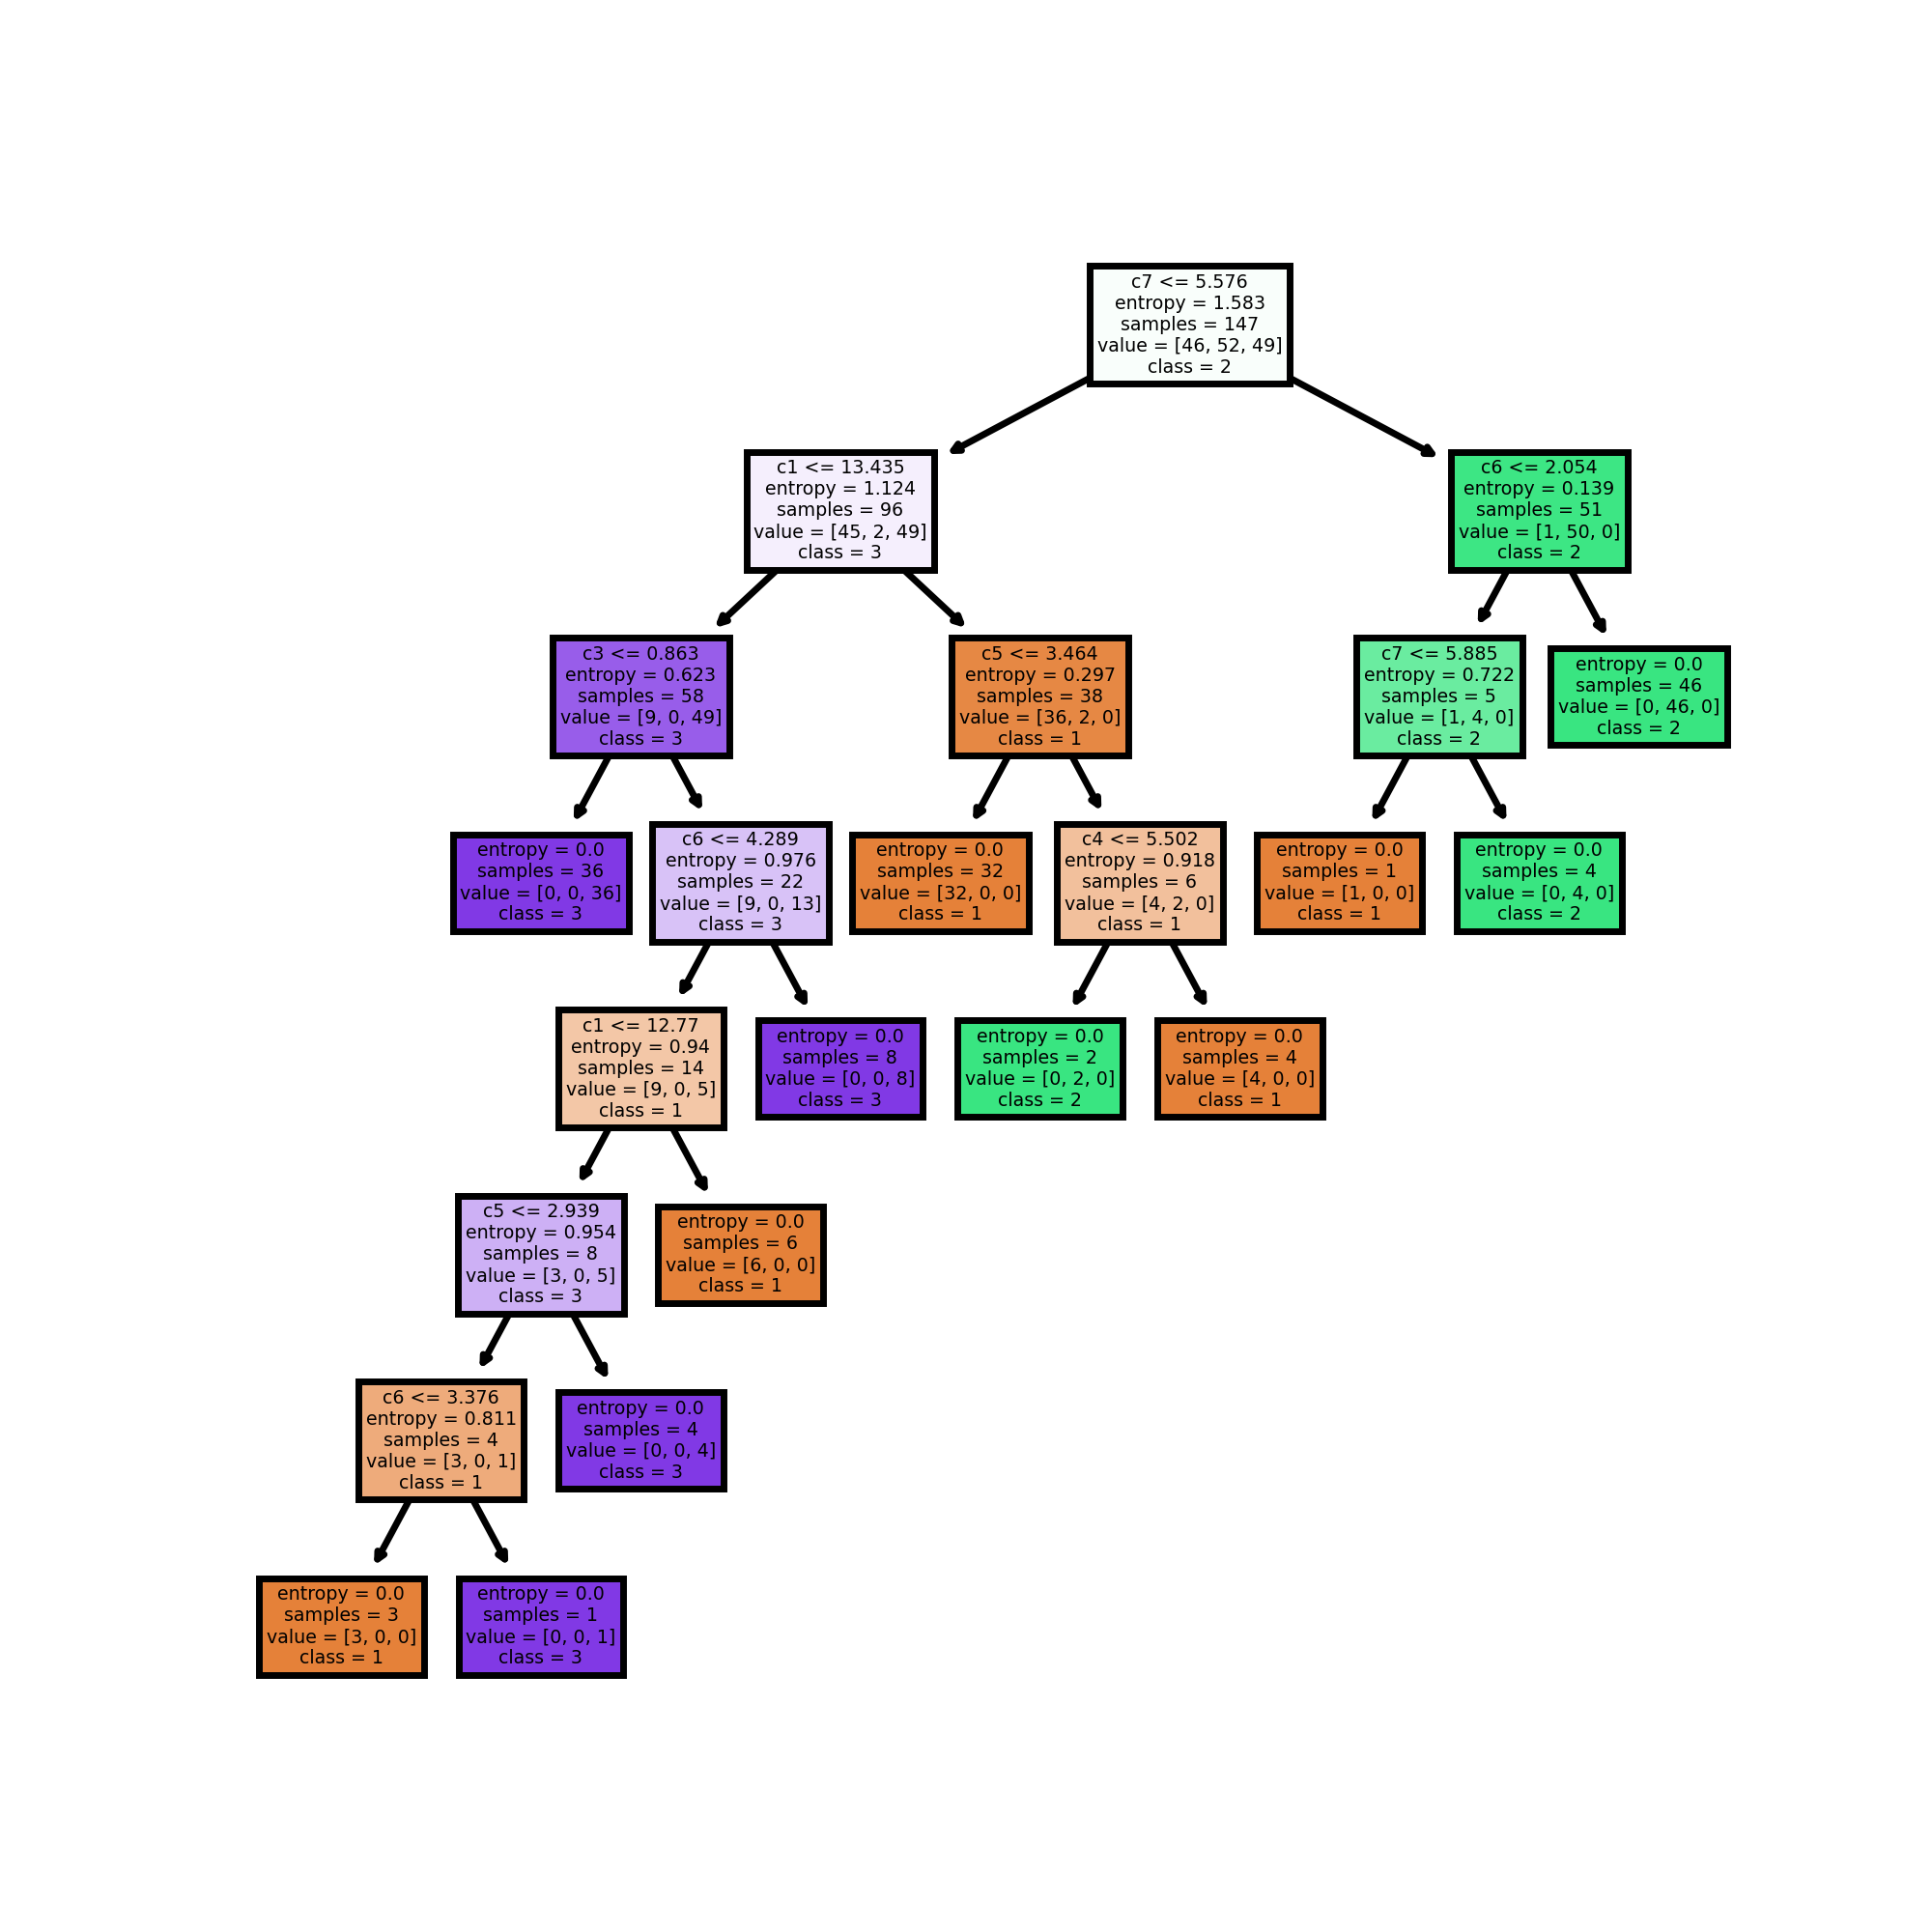 c7 <= 5.576
entropy = 1.583
samples = 147
value = [46, 52, 49]
class = 2
c1 <= 13.435
entropy = 1.124
samples = 96
value = [45, 2, 49]
class = 3
c6 <= 2.054
entropy = 0.139
samples = 51
value = [1, 50, 0]
class = 2
c3 <= 0.863
entropy = 0.623
samples = 58
value = [9, 0, 49]
class = 3
c5 <= 3.464
entropy = 0.297
samples = 38
value = [36, 2, 0]
class = 1
c7 <= 5.885
entropy = 0.722
samples = 5
value = [1, 4, 0]
class = 2
entropy = 0.0
samples = 46
value = [0, 46, 0]
class = 2
entropy = 0.0
samples = 36
value = [0, 0, 36]
class = 3
c6 <= 4.289
entropy = 0.976
samples = 22
value = [9, 0, 13]
class = 3
entropy = 0.0
samples = 32
value = [32, 0, 0]
class = 1
c4 <= 5.502
entropy = 0.918
samples = 6
value = [4, 2, 0]
class = 1
entropy = 0.0
samples = 1
value = [1, 0, 0]
class = 1
entropy = 0.0
samples = 4
value = [0, 4, 0]
class = 2
c1 <= 12.77
entropy = 0.94
samples = 14
value = [9, 0, 5]
class = 1
entropy = 0.0
samples = 8
value = [0, 0, 8]
class = 3
entropy = 0.0
samples = 2
value = [0, 2, 0]
class = 2
entropy = 0.0
samples = 4
value = [4, 0, 0]
class = 1
c5 <= 2.939
entropy = 0.954
samples = 8
value = [3, 0, 5]
class = 3
entropy = 0.0
samples = 6
value = [6, 0, 0]
class = 1
c6 <= 3.376
entropy = 0.811
samples = 4
value = [3, 0, 1]
class = 1
entropy = 0.0
samples = 4
value = [0, 0, 4]
class = 3
entropy = 0.0
samples = 3
value = [3, 0, 0]
class = 1
entropy = 0.0
samples = 1
value = [0, 0, 1]
class = 3